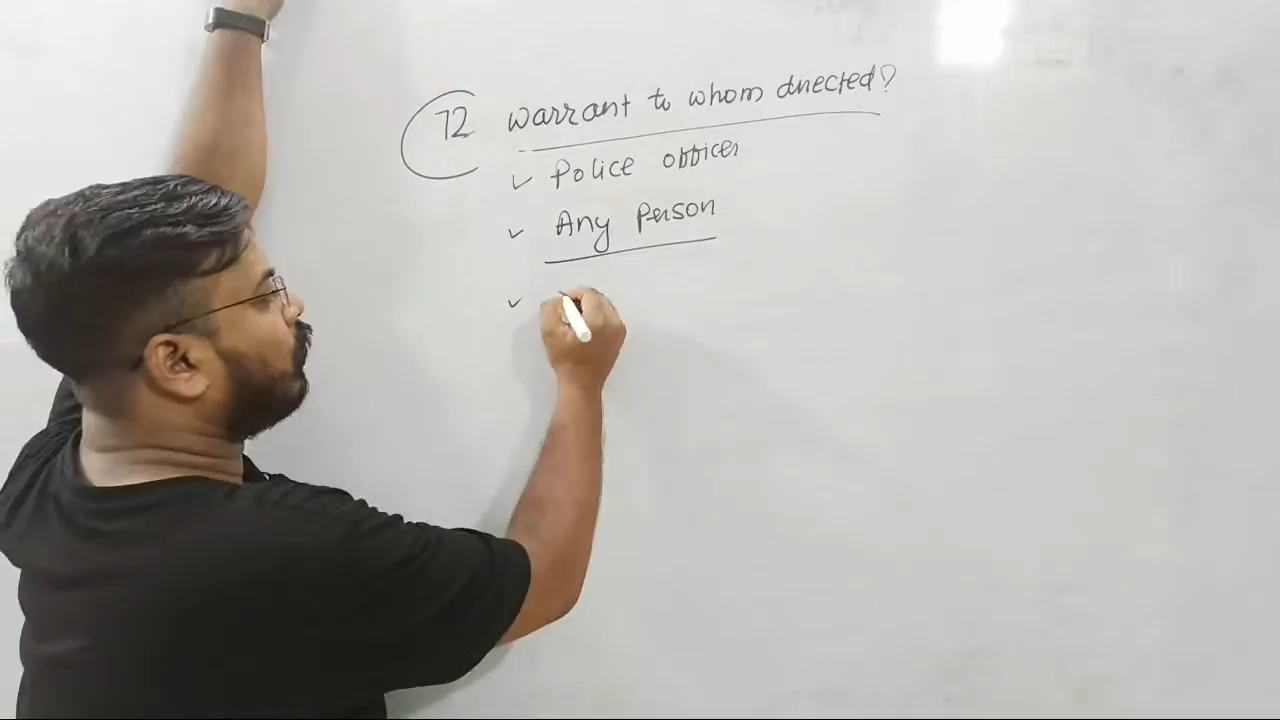 72 Warrant to whom directed?
✓ Police officer
✓ Any Person
✓